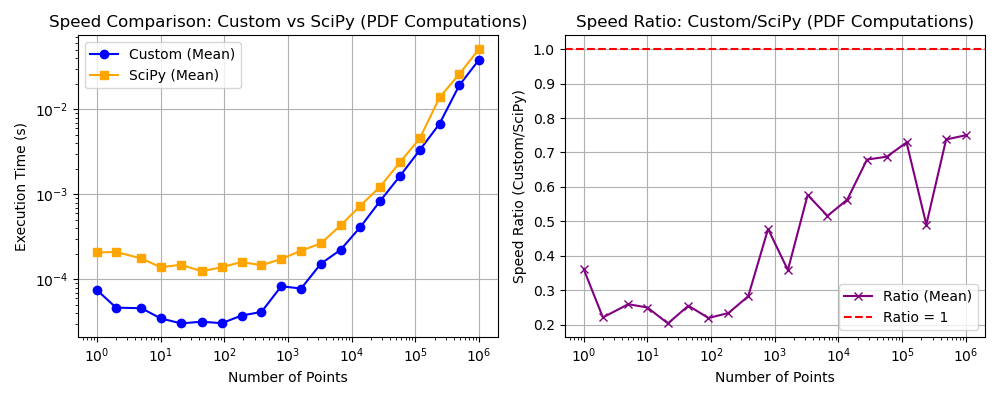 Speed Comparison: Custom vs SciPy (PDF Computations)
Custom (Mean)
SciPy (Mean)
Execution Time (s)
10⁻²
10⁻³
10⁻⁴
10⁰ 10¹ 10² 10³ 10⁴ 10⁵ 10⁶
Number of Points
Speed Ratio: Custom/SciPy (PDF Computations)
Speed Ratio (Custom/SciPy)
1.0
0.9
0.8
0.7
0.6
0.5
0.4
0.3
0.2
Ratio (Mean)
Ratio = 1
10⁰ 10¹ 10² 10³ 10⁴ 10⁵ 10⁶
Number of Points